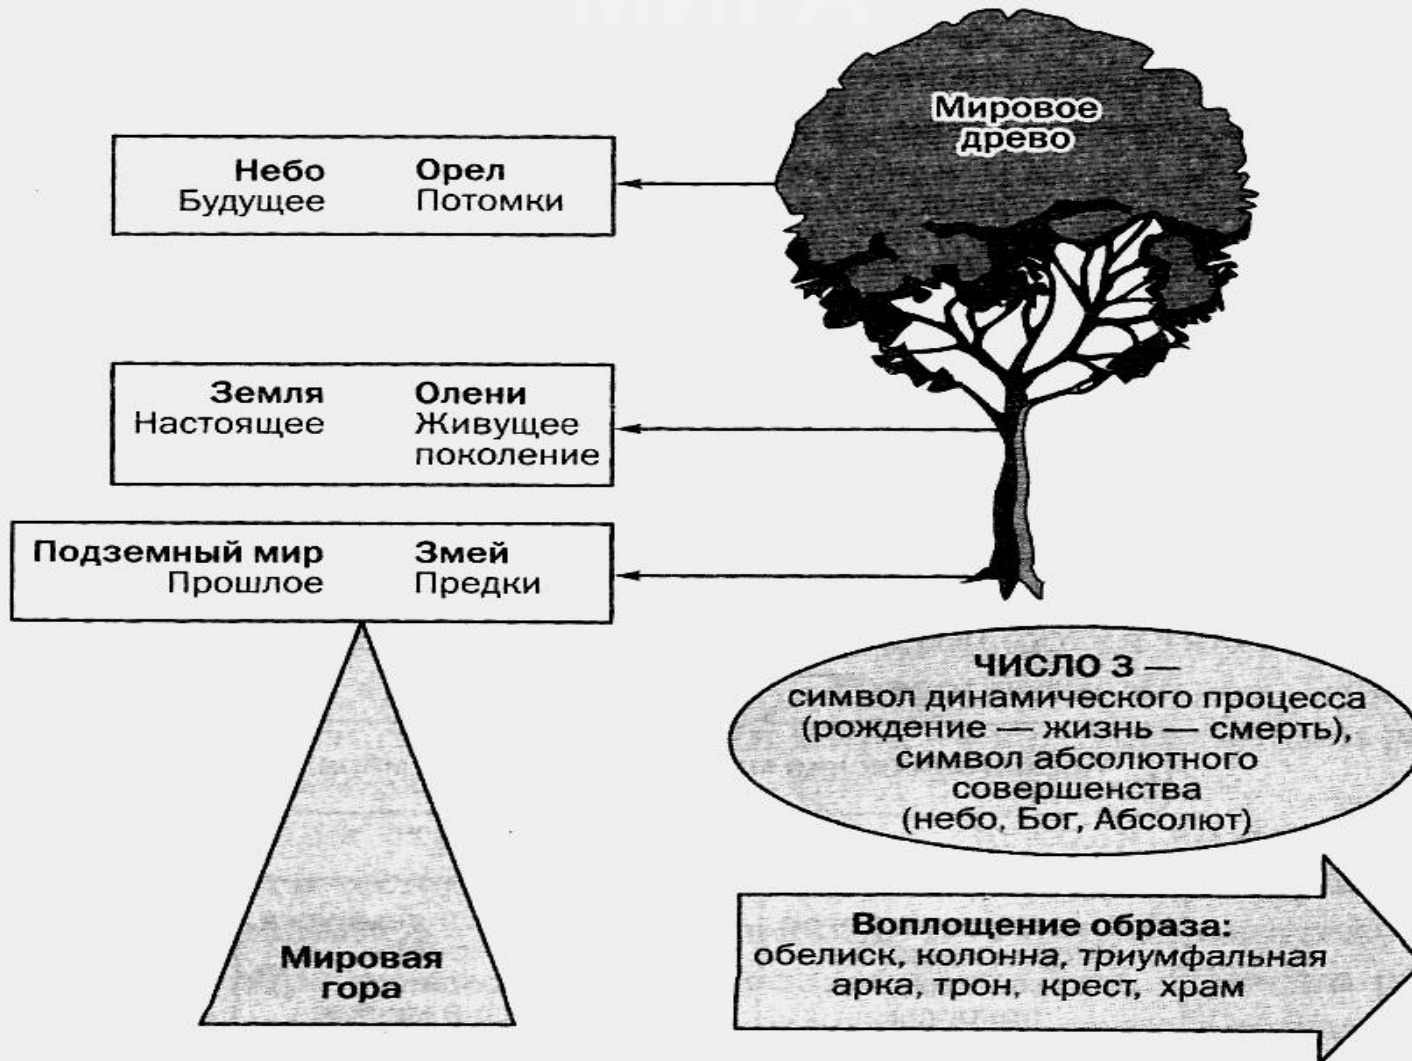 МИРА
Мировое
древо
Небо Орел
Будущее Потомки
Земля Олени
Настоящее Живущее
поколение
Подземный мир Змей
Прошлое Предки
ЧИСЛО 3 —
символ динамического процесса
(рождение — жизнь — смерть),
символ абсолютного
совершенства
(небо, Бог, Абсолют)
Мировая
гора
Воплощение образа:
обелиск, колонна, триумфальная
арка, трон, крест, храм